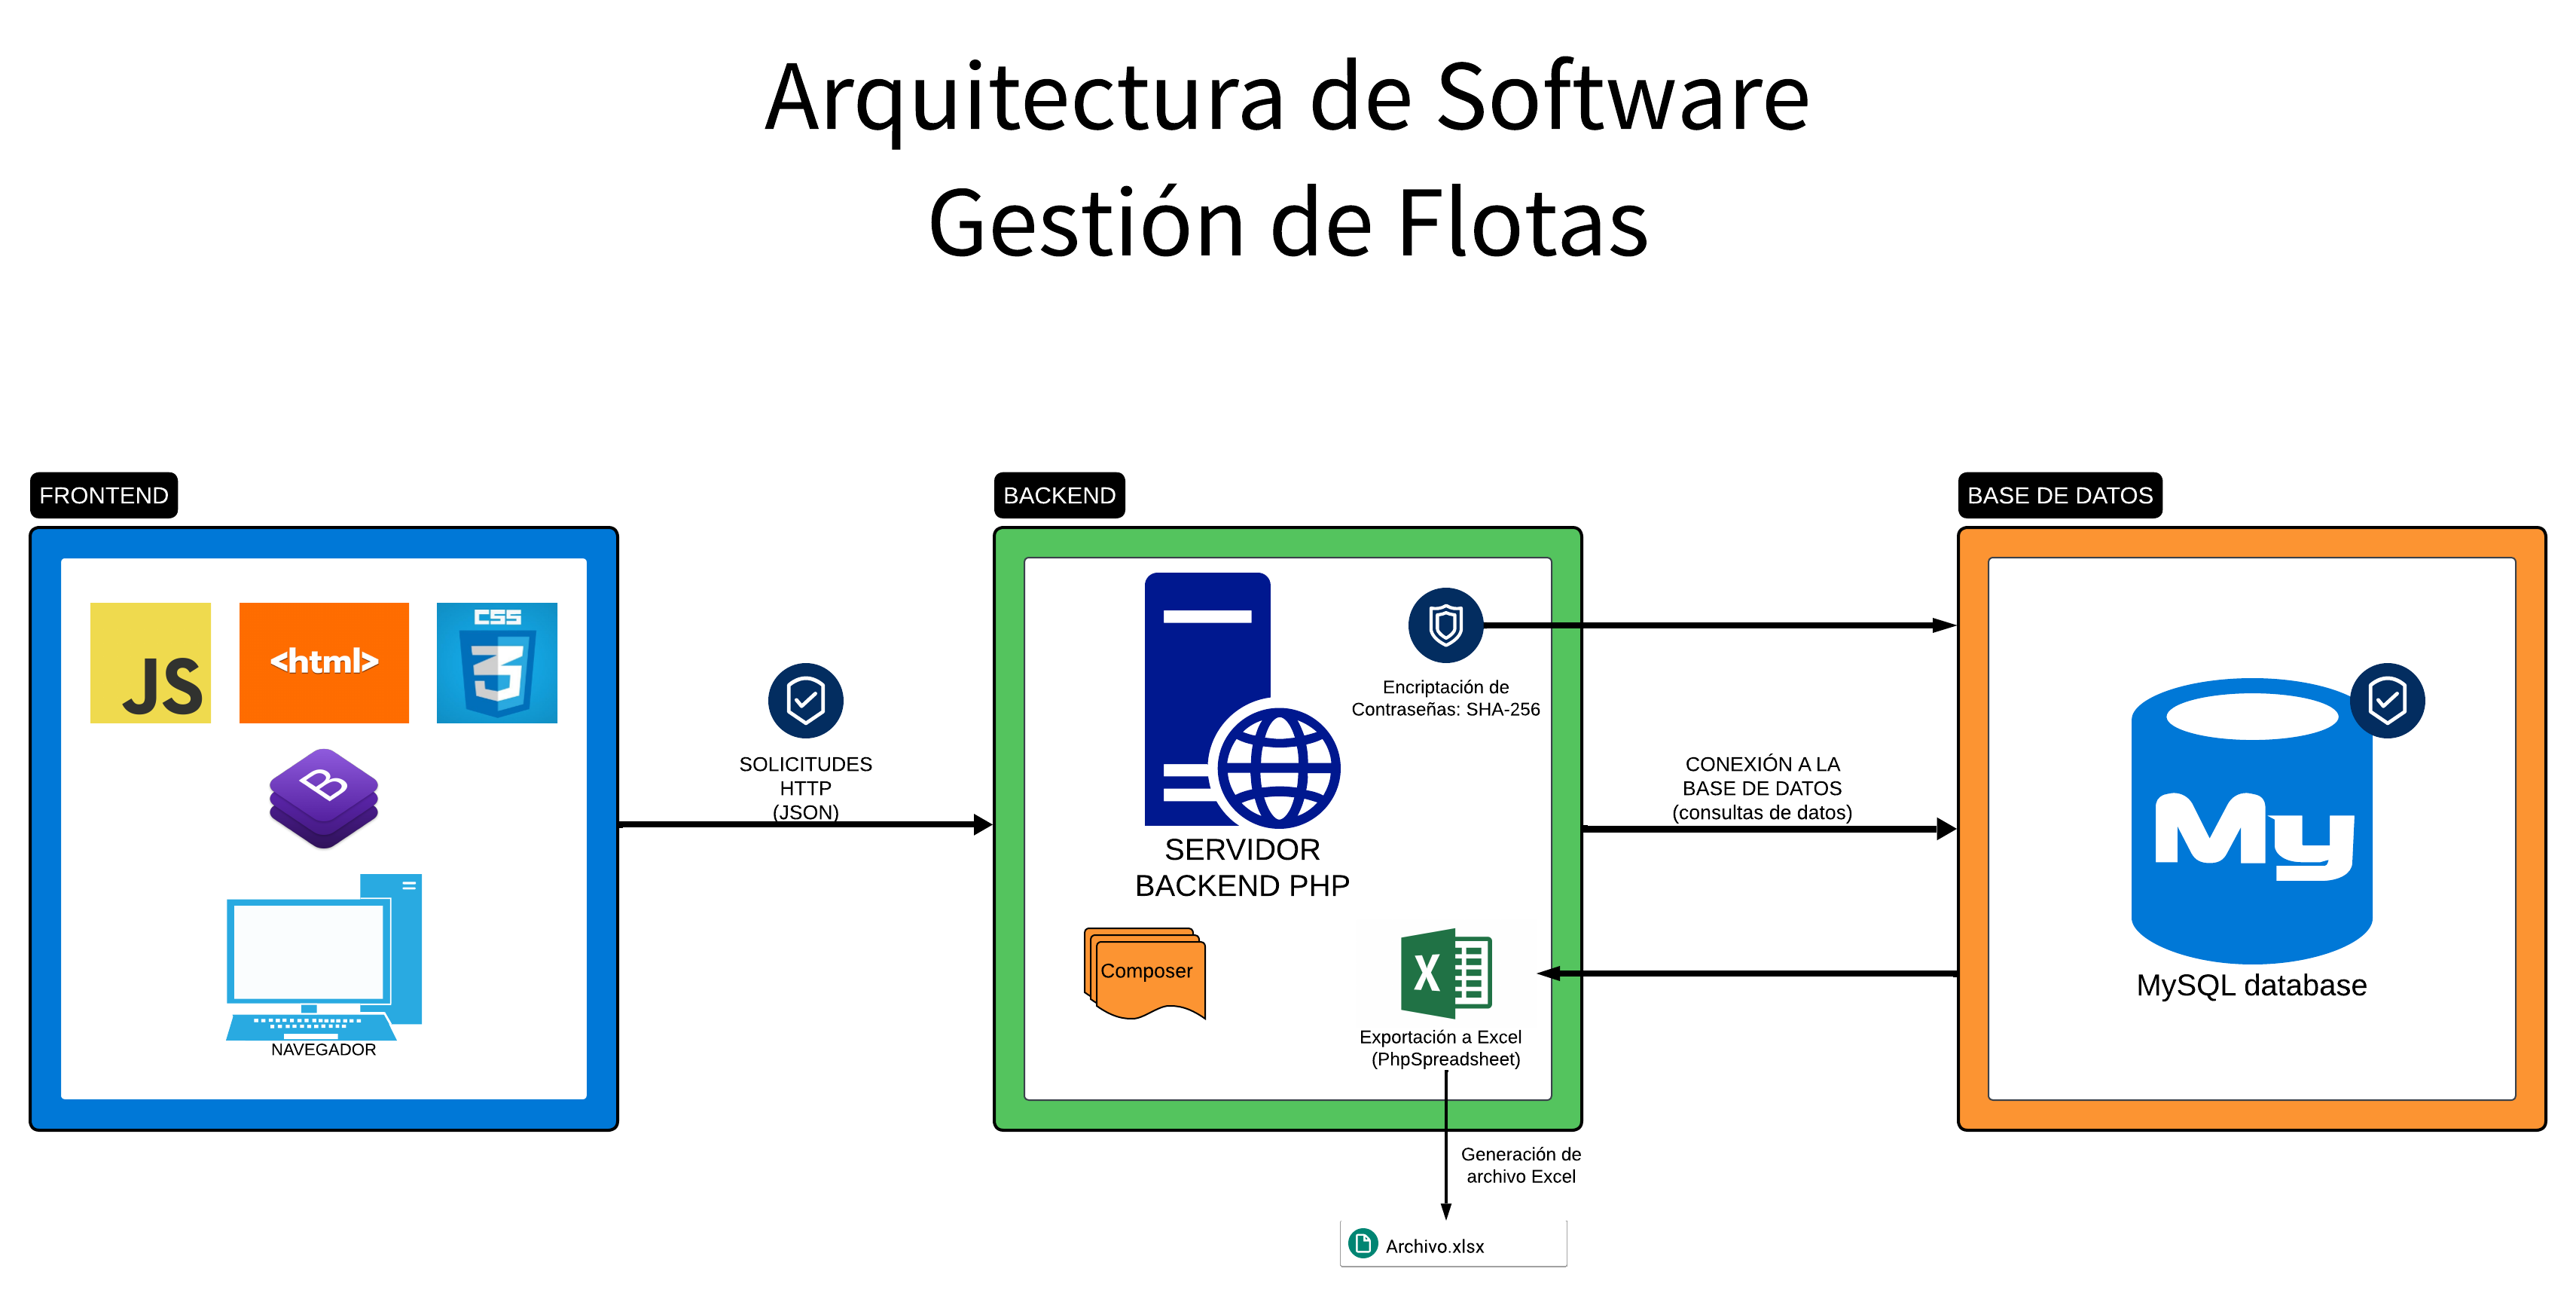 Arquitectura de Software
Gestión de Flotas
FRONTEND
JS
<html>
CSS
3
B
NAVEGADOR
SOLICITUDES
HTTP
(JSON)
BACKEND
Encriptación de
Contraseñas: SHA-256
SERVIDOR
BACKEND PHP
Composer
X
Exportación a Excel
(PhpSpreadsheet)
Generación de
archivo Excel
Archivo.xlsx
CONEXIÓN A LA
BASE DE DATOS
(consultas de datos)
BASE DE DATOS
My
MySQL database